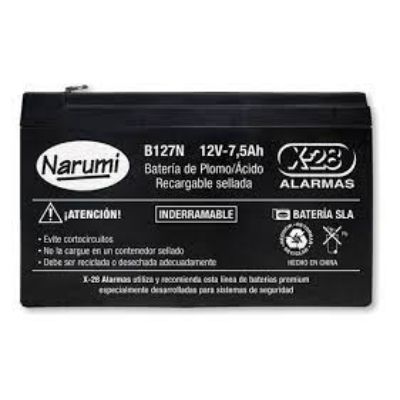 Narumi
B127N 12V-7,5Ah
Batería de Plomo/Ácido
Recargable sellada
X-28
ALARMAS
¡ATENCIÓN!
INDERRAMABLE
BATERÍA SLA
• Evite cortocircuitos
• No la cargue en un contenedor sellado
• Debe ser reciclada o desechada adecuadamente
HECHO EN CHINA
X-28 Alarmas utiliza y recomienda esta línea de baterías premium
especialmente desarrolladas para sistemas de seguridad